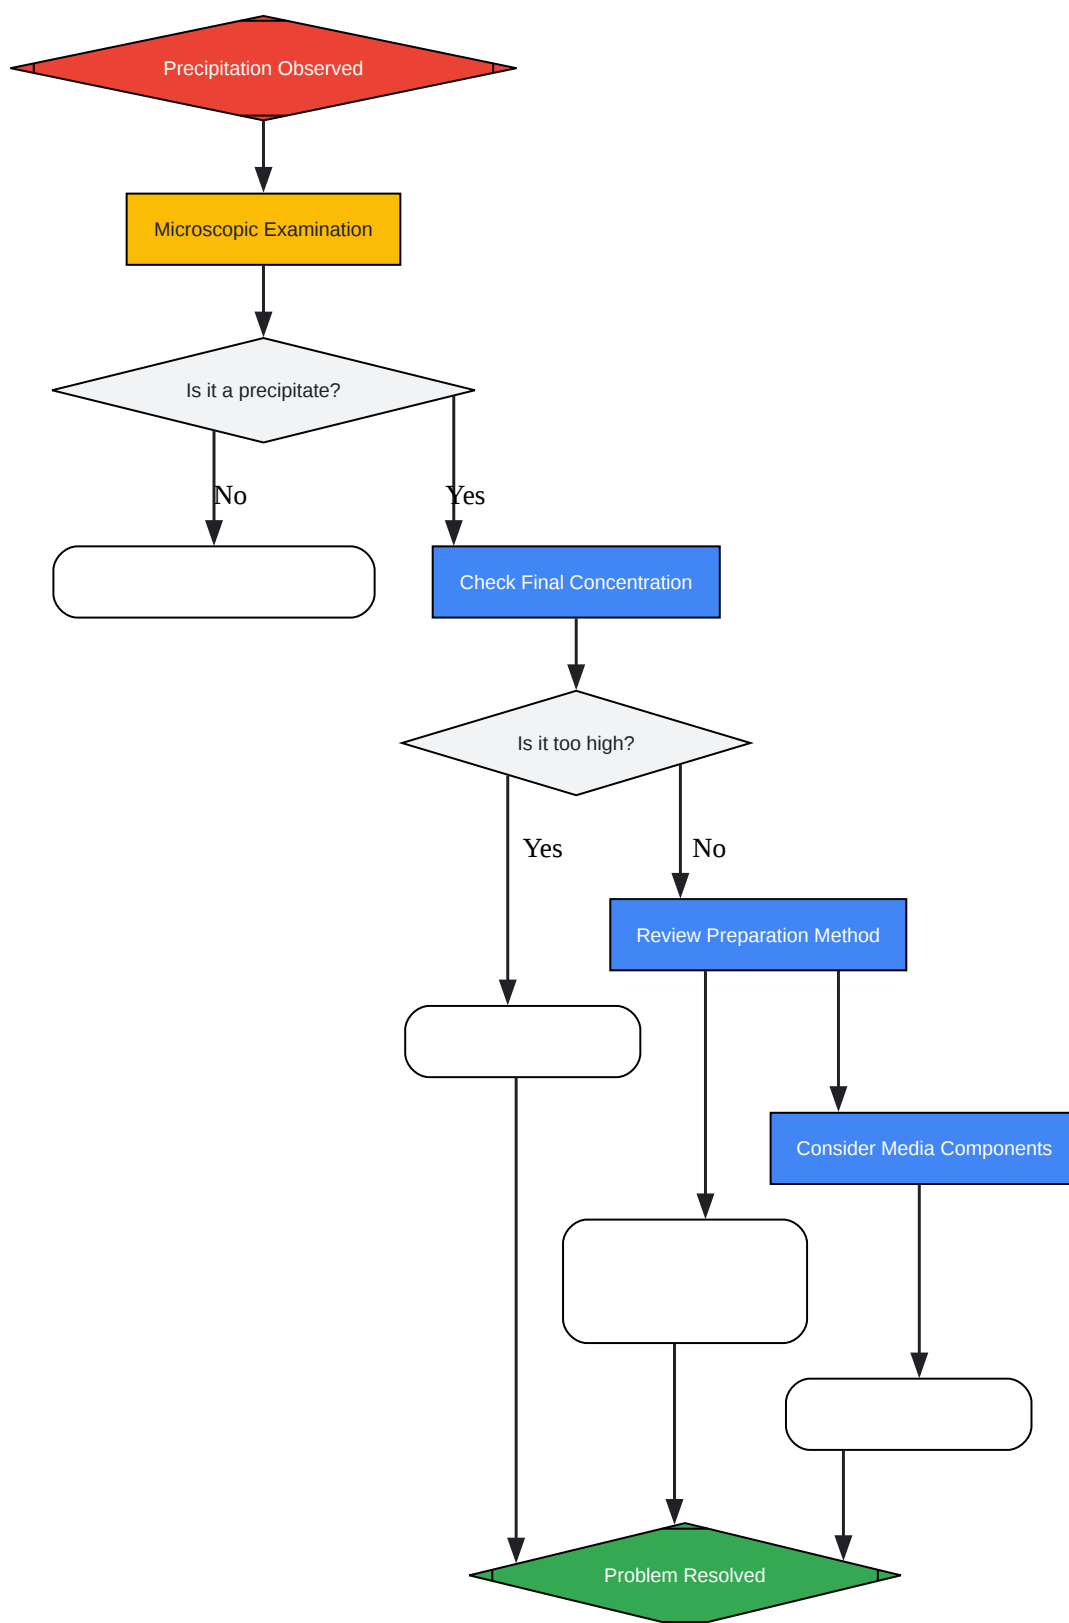 Precipitation Observed
Microscopic Examination
Is it a precipitate?
No
Yes
Check Final Concentration
Is it too high?
Yes
No
Review Preparation Method
Consider Media Components
Problem Resolved